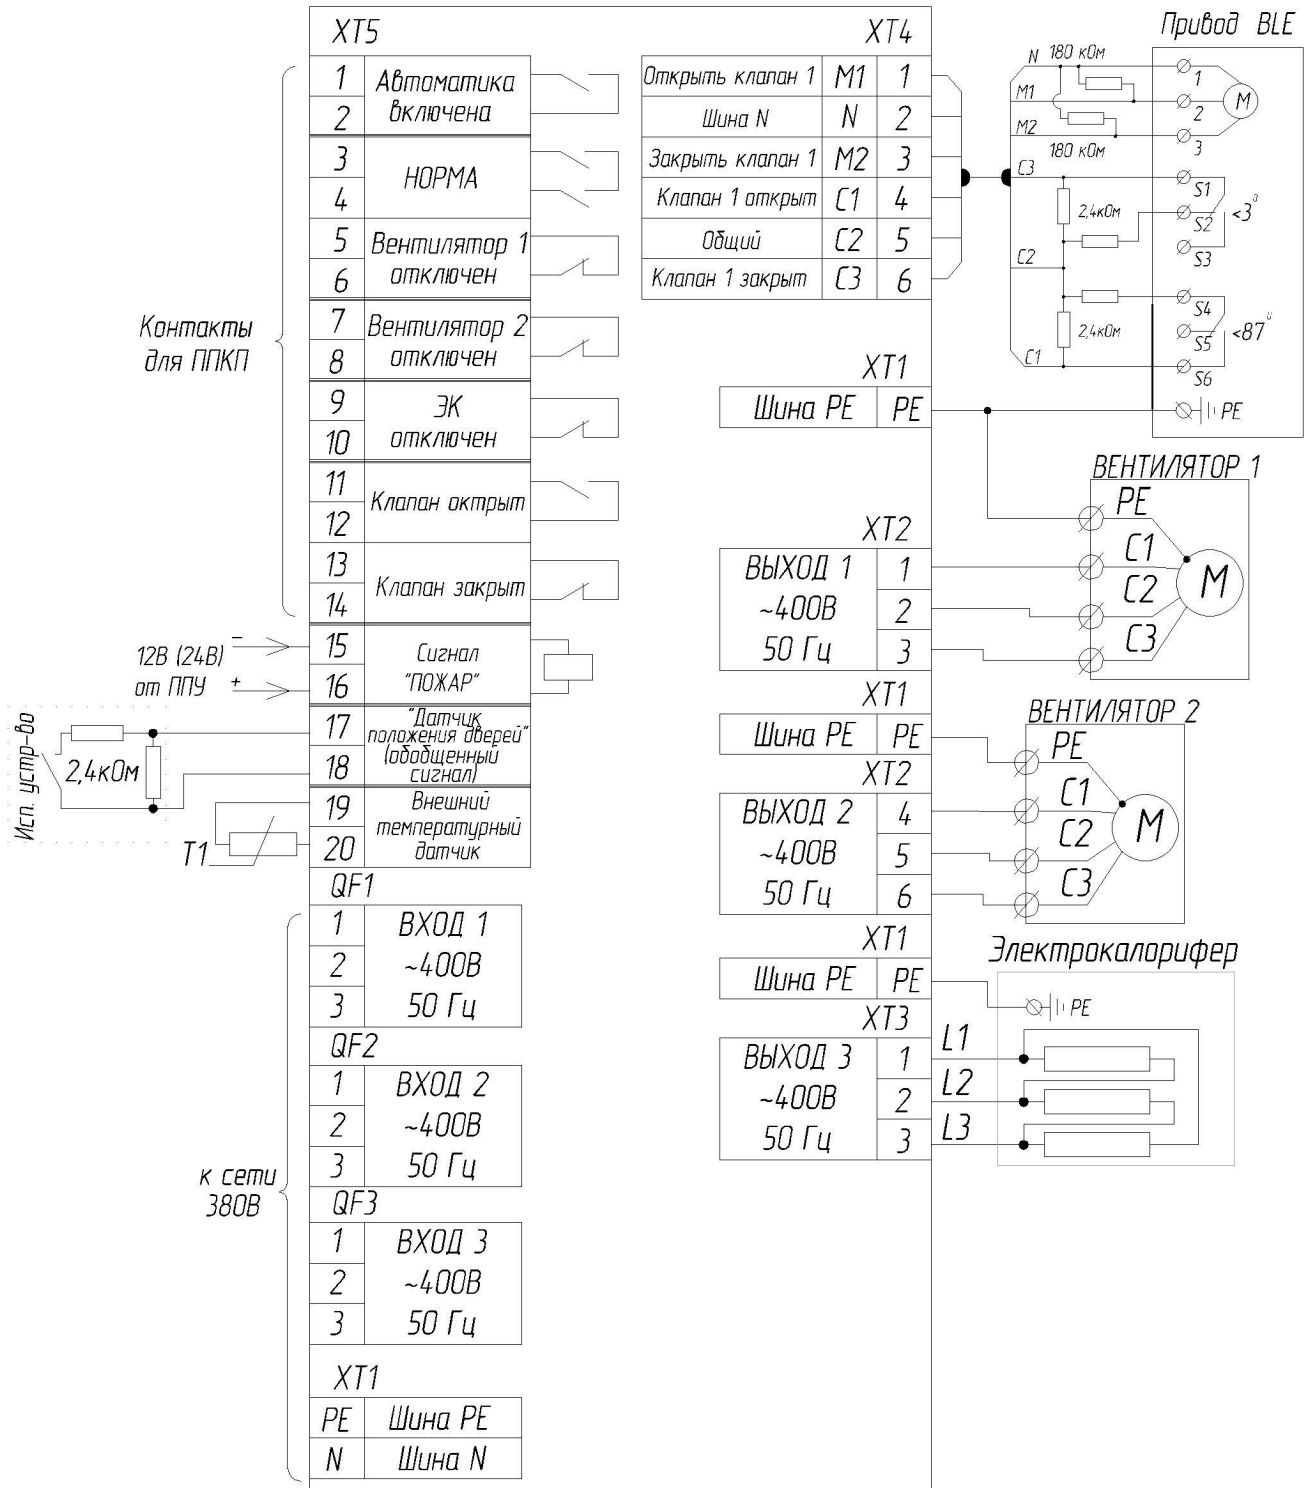 XT5
1
Автоматика
2
включена
3
НОРМА
4
5
Вентилятор 1
6
отключен
7
Вентилятор 2
8
отключен
9
ЭК
10
отключен
11
Клапан октрыт
12
13
Клапан закрыт
14
15
Сигнал
16
"ПОЖАР"
17
"Датчик
положения дверей"
18
(обобщенный
сигнал)
19
Внешний
температурный
20
датчик
Контакты
для ППКП
12В (24В)
−
от ППУ
+
Исп. устр-во
2,4кОм
T1
QF1
1
ВХОД 1
2
~400В
3
50 Гц
QF2
1
ВХОД 2
2
~400В
3
50 Гц
QF3
1
ВХОД 3
2
~400В
3
50 Гц
к сети
380В
XT1
PE
Шина PE
N
Шина N
XT4
Открыть клапан 1 M1 1
Шина N N 2
Закрыть клапан 1 M2 3
Клапан 1 открыт C1 4
Общий C2 5
Клапан 1 закрыт C3 6
Привод BLE
N
180 кОм
1
M1
2
M
M2
3
180 кОм
C3
S1
2,4кОм
S2
<3°
S3
C2
S4
2,4кОм
S5
<87°
C1
S6
PE
XT1
Шина PE PE
ВЕНТИЛЯТОР 1
PE
C1
C2
C3
M
XT2
ВЫХОД 1
1
~400В
2
50 Гц
3
XT1
Шина PE PE
ВЕНТИЛЯТОР 2
PE
C1
C2
C3
M
XT2
ВЫХОД 2
4
~400В
5
50 Гц
6
XT1
Шина PE PE
Электрокалорифер
PE
XT3
ВЫХОД 3
1
L1
~400В
2
L2
50 Гц
3
L3